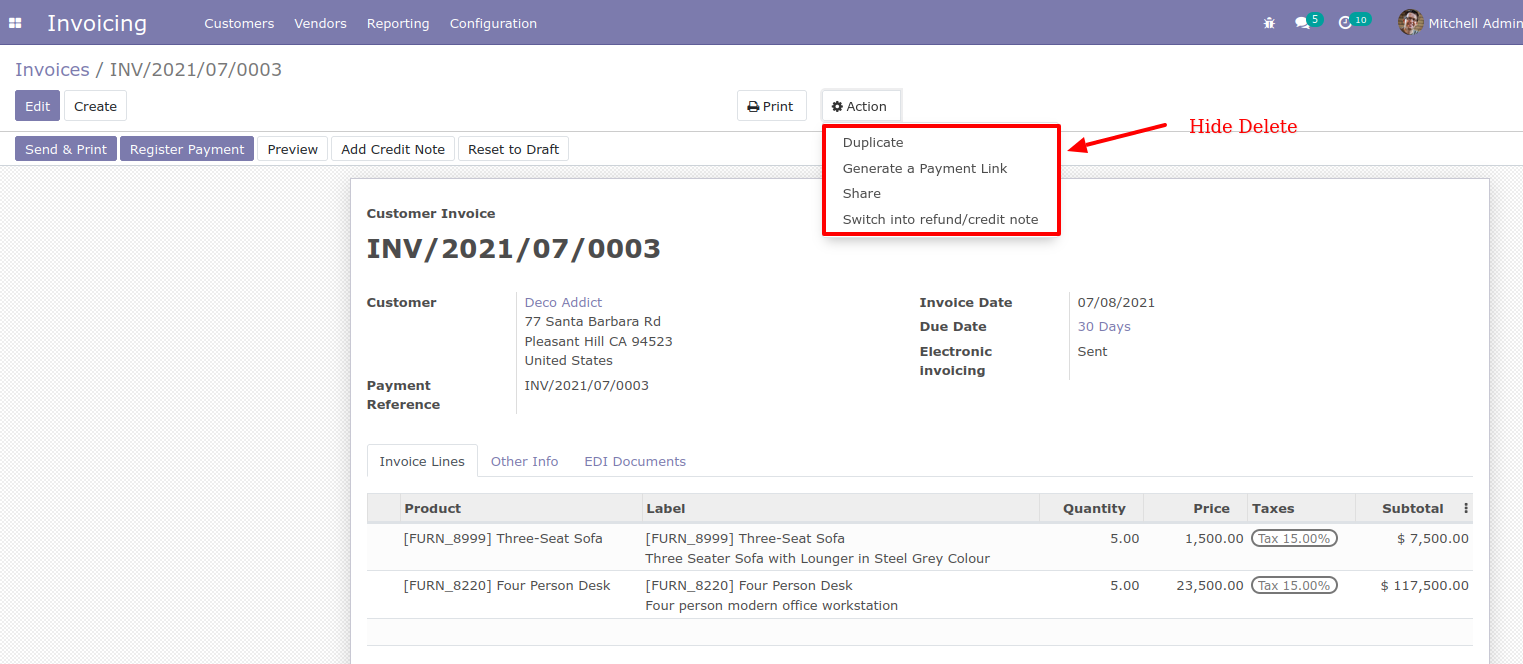 Invoicing Customers Vendors Reporting Configuration 5 10 Mitchell Admin
Invoices / INV/2021/07/0003
Edit Create Print Action
Hide Delete
Send & Print Register Payment Preview Add Credit Note Reset to Draft
Duplicate
Generate a Payment Link
Share
Switch into refund/credit note
Customer Invoice
INV/2021/07/0003
Customer
Deco Addict
77 Santa Barbara Rd
Pleasant Hill CA 94523
United States
Payment
Reference
INV/2021/07/0003
Invoice Date 07/08/2021
Due Date 30 Days
Electronic
invoicing
Sent
Invoice Lines Other Info EDI Documents
Product Label Quantity Price Taxes Subtotal
[FURN_8999] Three-Seat Sofa [FURN_8999] Three-Seat Sofa 5.00 1,500.00 Tax 15.00% $ 7,500.00
Three Seater Sofa with Lounger in Steel Grey Colour
[FURN_8220] Four Person Desk [FURN_8220] Four Person Desk 5.00 23,500.00 Tax 15.00% $ 117,500.00
Four person modern office workstation